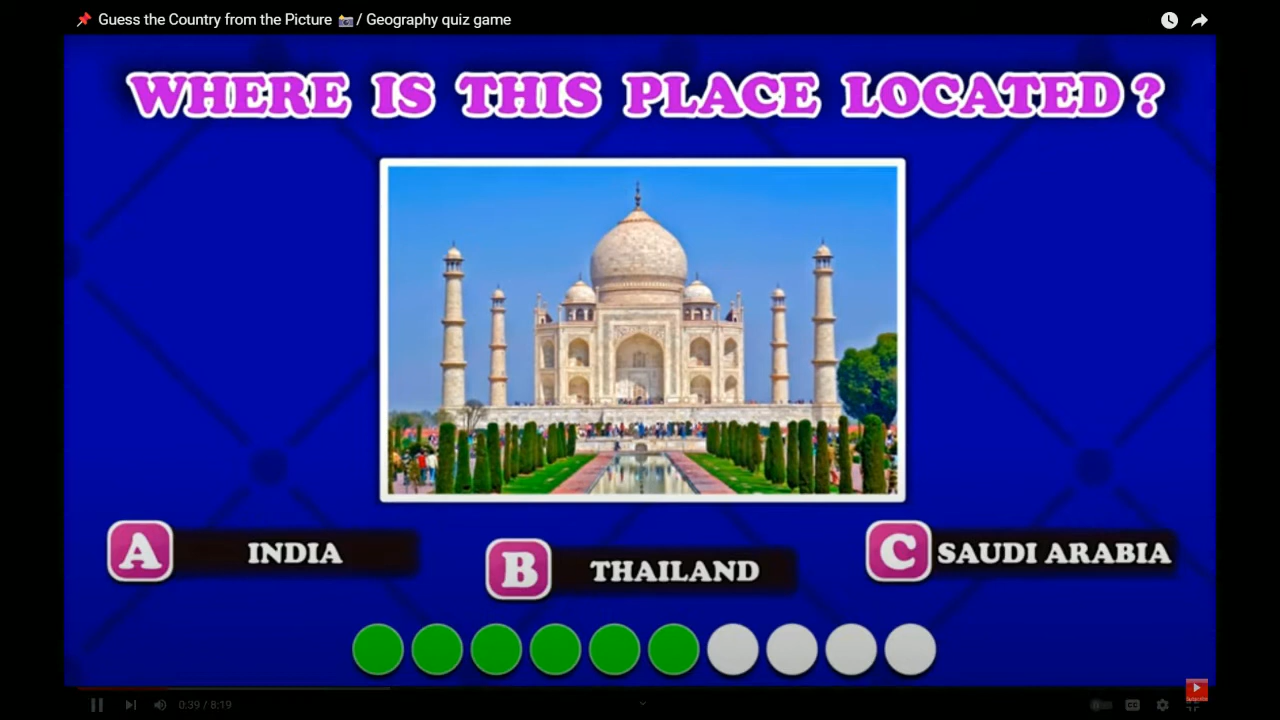 📌 Guess the Country from the Picture 📸 / Geography quiz game
WHERE IS THIS PLACE LOCATED?
A INDIA
B THAILAND
C SAUDI ARABIA
0:39 / 8:19
CC